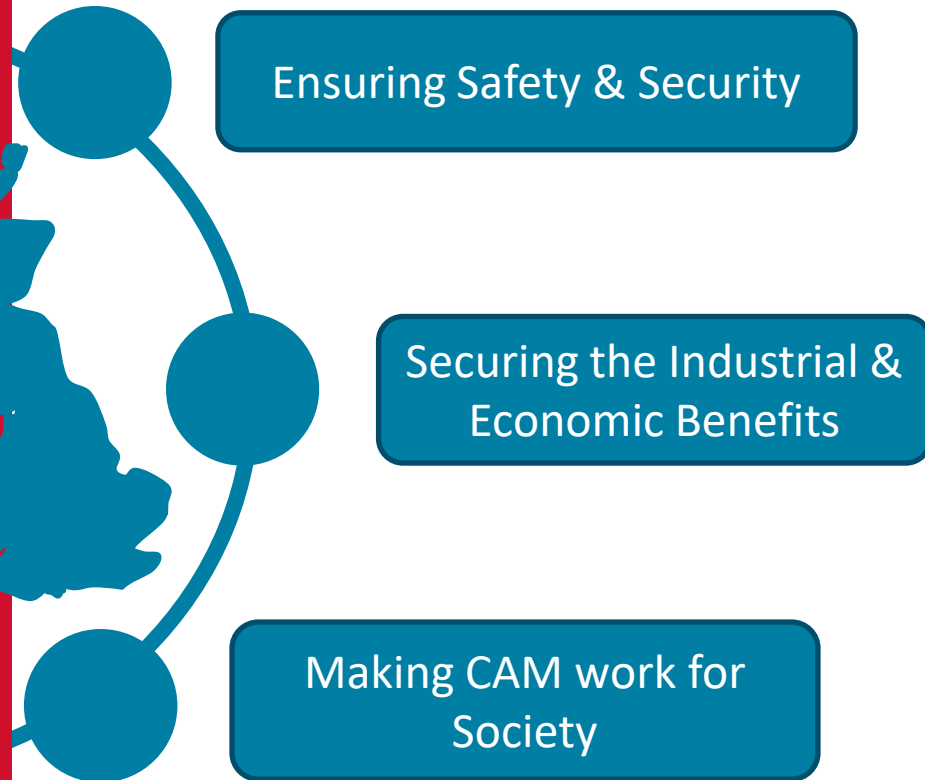 Ensuring Safety & Security
Securing the Industrial &
Economic Benefits
Making CAM work for
Society